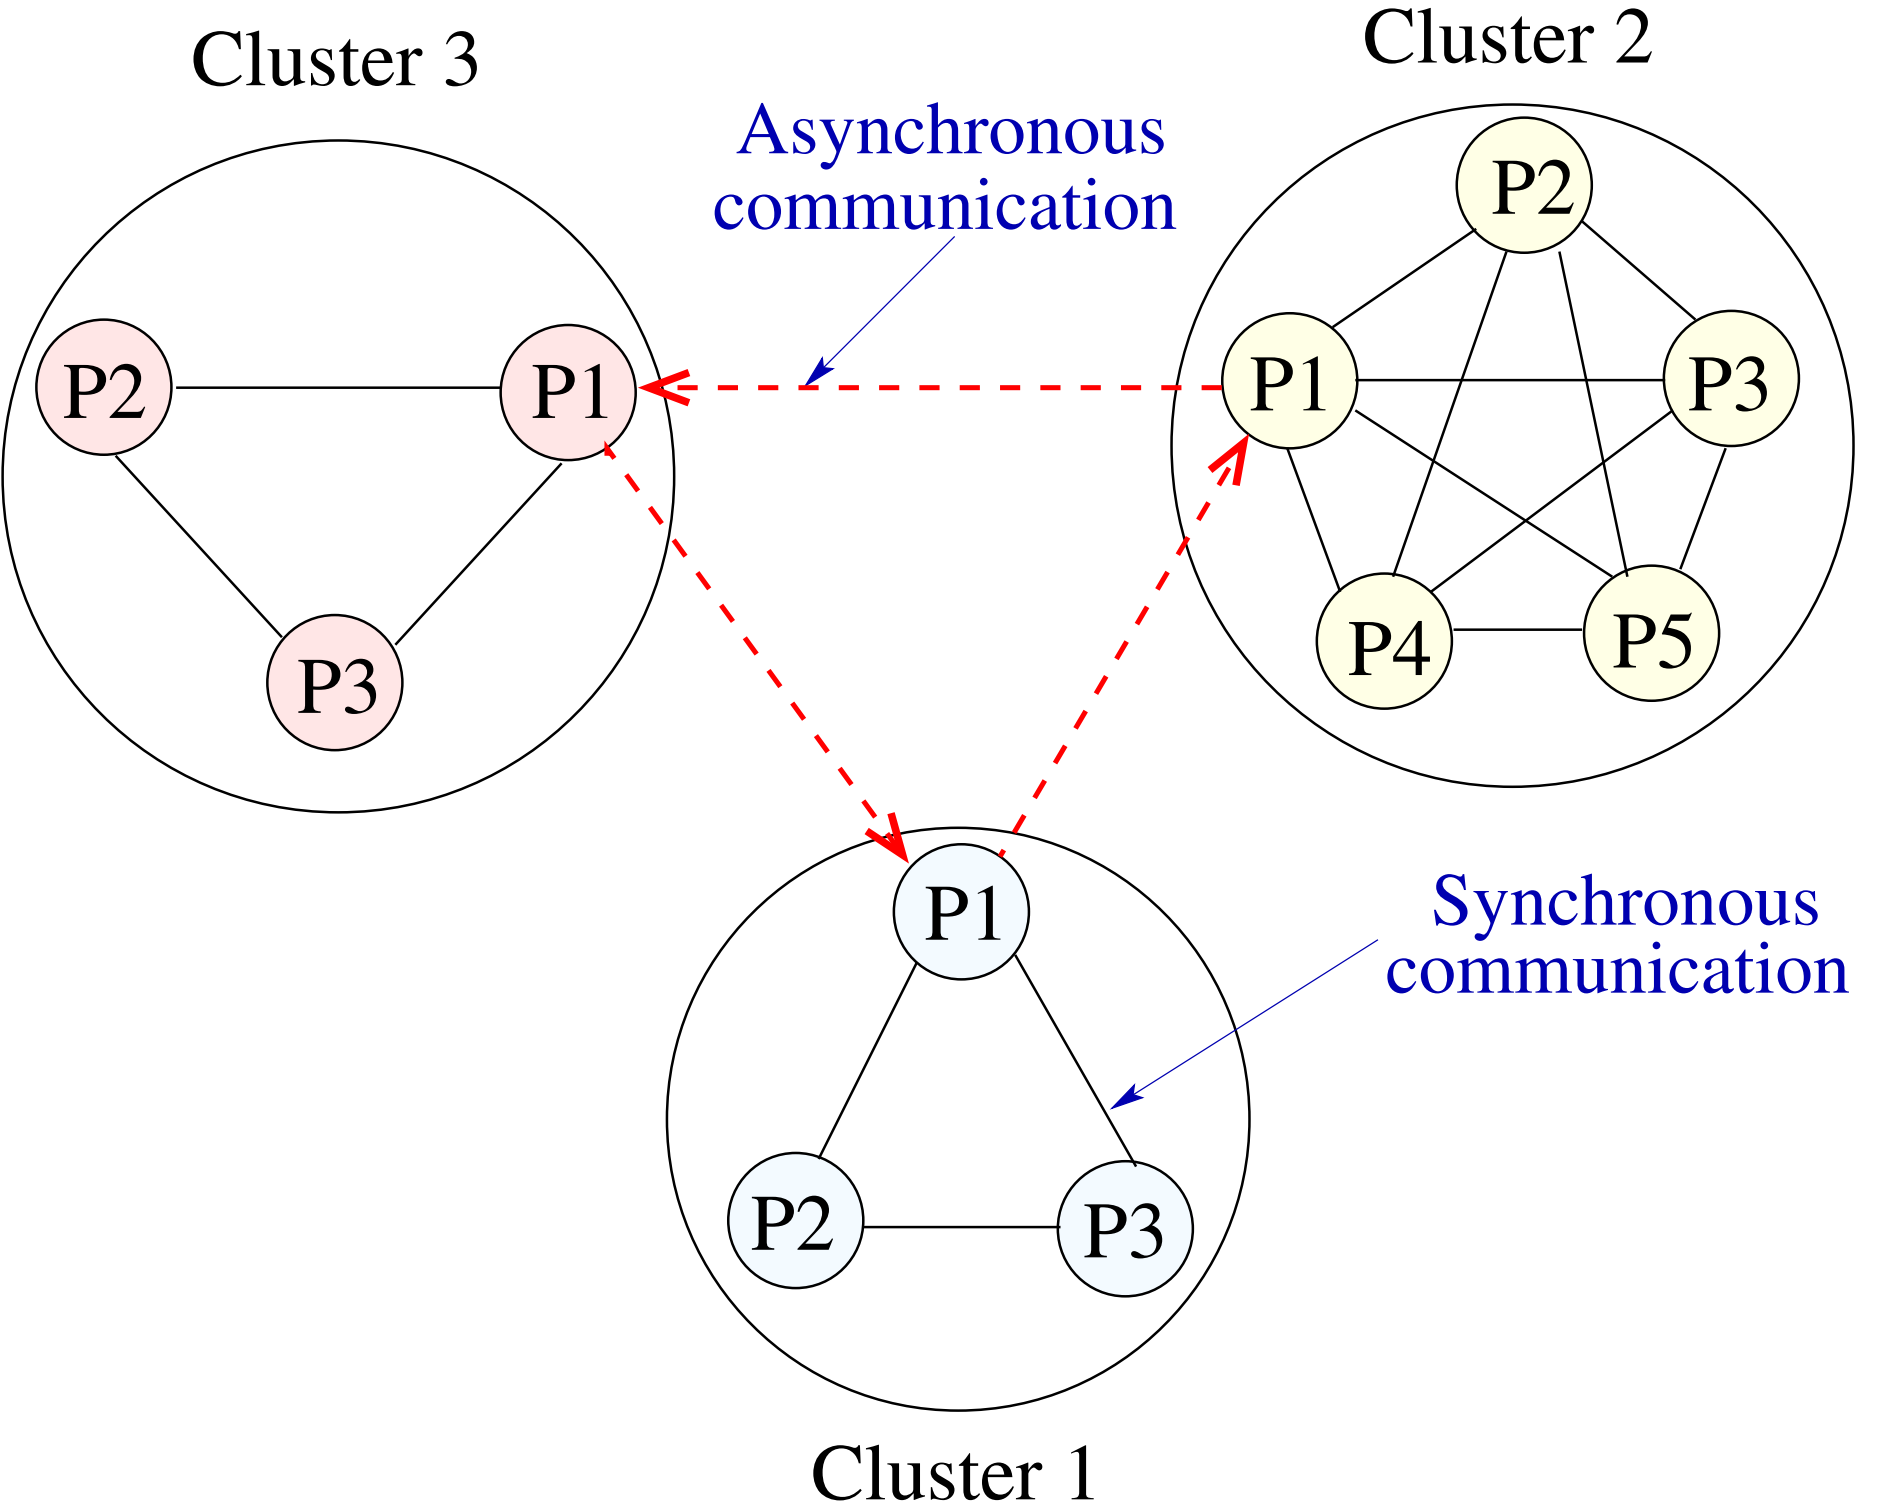 Cluster 3
Cluster 2
Asynchronous
communication
P2
P1
P3
P2
P1
P3
P4
P5
P1
P2
P3
Synchronous
communication
Cluster 1